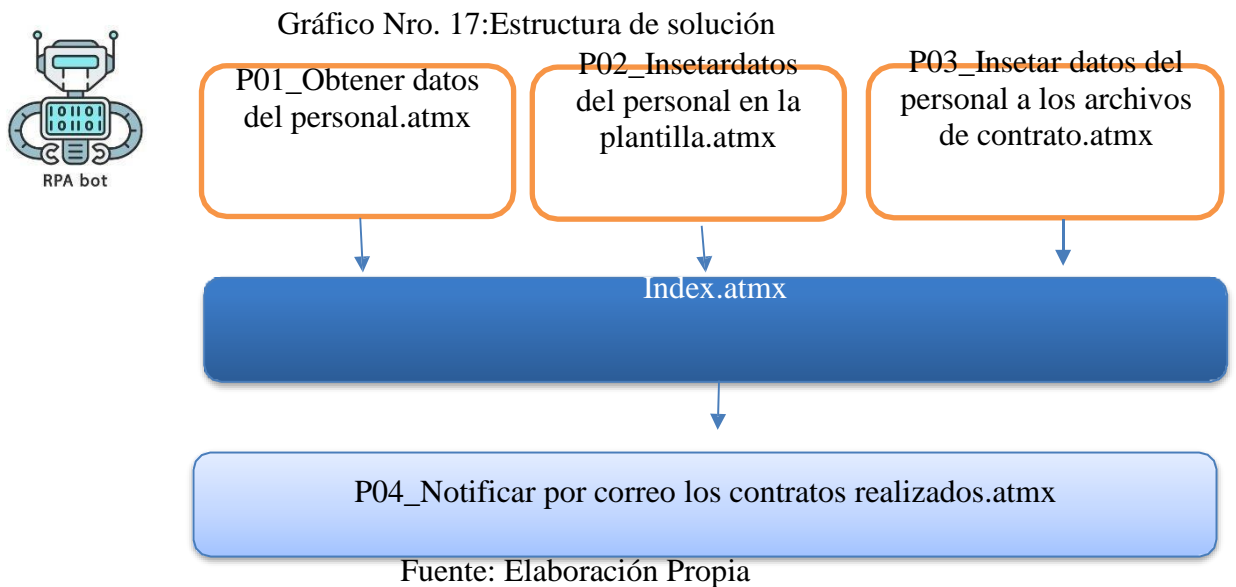 Gráfico Nro. 17:Estructura de solución
P01_Obtener datos
del personal.atmx
P02_Insetardatos
del personal en la
plantilla.atmx
P03_Insetar datos del
personal a los archivos
de contrato.atmx
101101
101101
RPA bot
Index.atmx
P04_Notificar por correo los contratos realizados.atmx
Fuente: Elaboración Propia